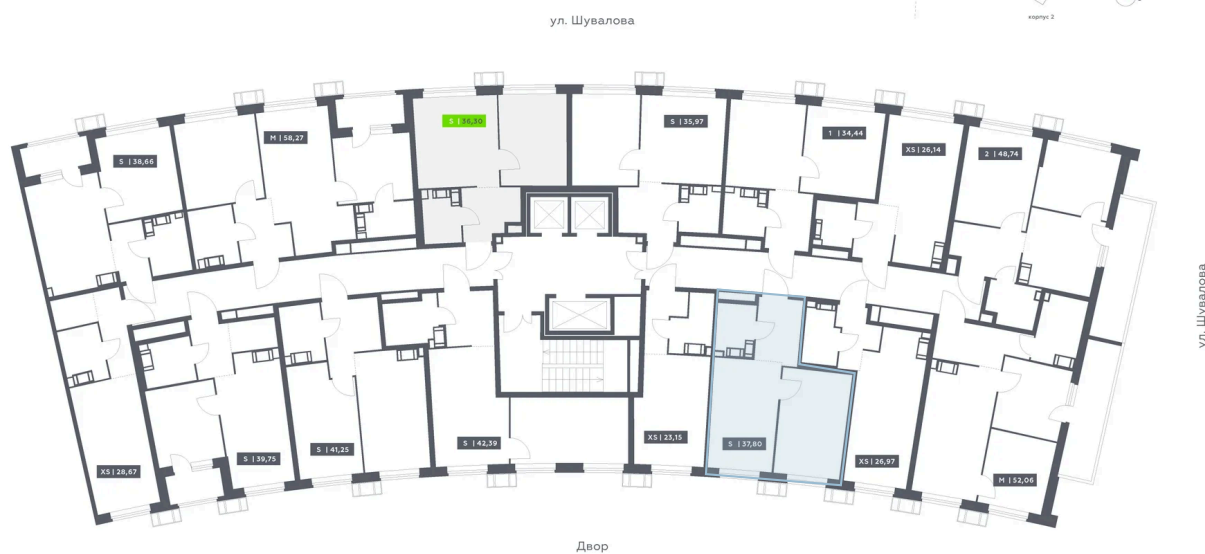 корпус 2
ул. Шувалова
S | 36,30
S | 35,97
1 | 34,44
M | 58,27
XS | 26,14
2 | 48,74
S | 38,66
ул. Шувалова
S | 42,39
XS | 23,15
S | 37,80
S | 41,25
S | 39,75
XS | 26,97
XS | 28,67
M | 52,06
Двор